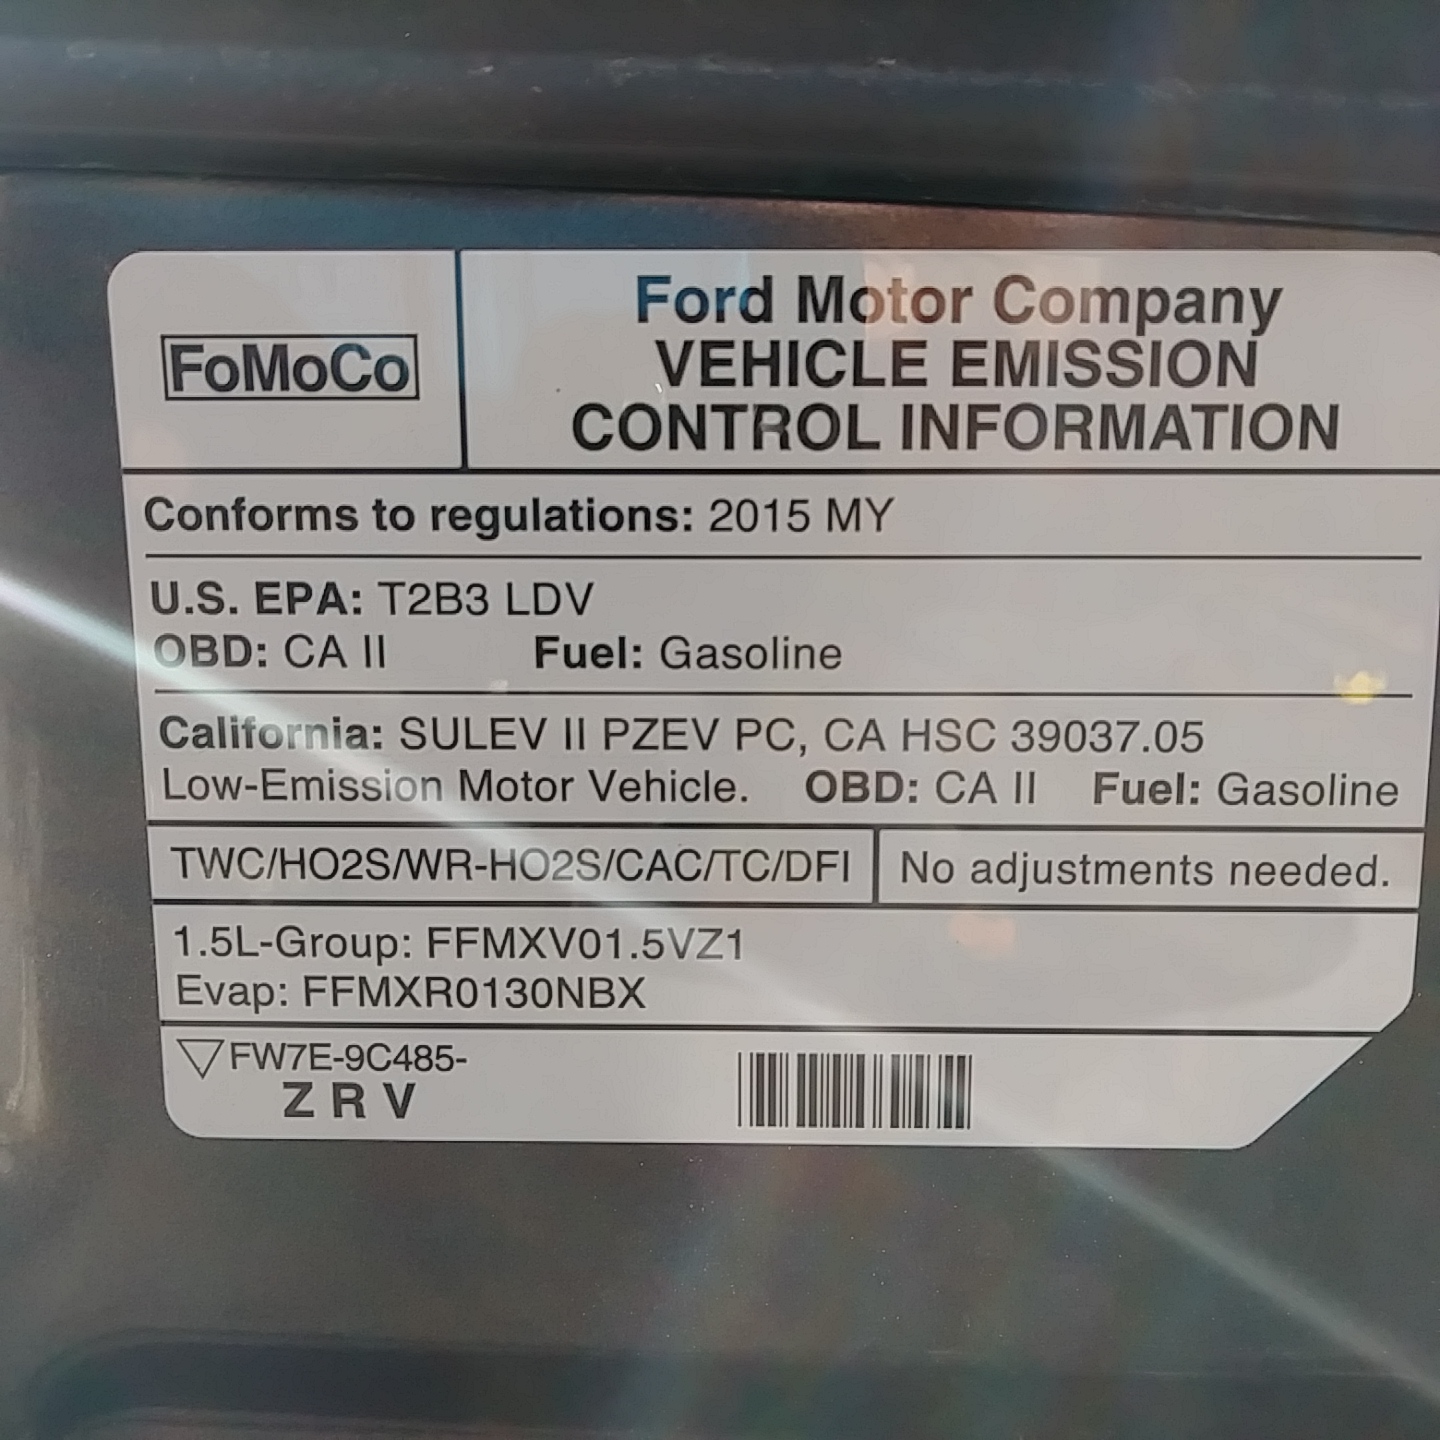 FoMoCo
Ford Motor Company
VEHICLE EMISSION
CONTROL INFORMATION
Conforms to regulations: 2015 MY
U.S. EPA: T2B3 LDV
OBD: CA II Fuel: Gasoline
California: SULEV II PZEV PC, CA HSC 39037.05
Low-Emission Motor Vehicle. OBD: CA II Fuel: Gasoline
TWC/HO2S/WR-HO2S/CAC/TC/DFI No adjustments needed.
1.5L-Group: FFMXV01.5VZ1
Evap: FFMXR0130NBX
FW7E-9C485-
Z R V